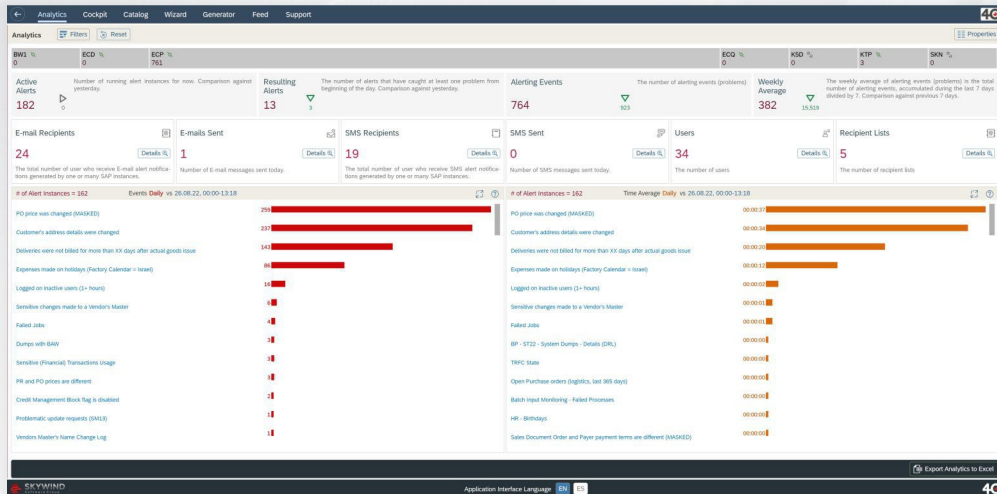 Analytics Cockpit Catalog Wizard Generator Feed Support
Analytics Filters Reset Properties
BW1 ECD ECP ECQ KSD KTP SKN
0 0 761 0 0 3 0
Active Alerts
Number of running alert instances for now. Comparison against yesterday.
182 0
Resulting Alerts
The number of alerts that have caught at least one problem from beginning of the day. Comparison against yesterday.
13 3
Alerting Events
The number of alerting events (problems).
764 923
Weekly Average
The weekly average of alerting events (problems) is the total number of alerting events, accumulated during the last 7 days divided by 7. Comparison against previous 7 days.
382 15,519
E-mail Recipients
24 Details
The total number of user who receive E-mail alert notifica-
tions generated by one or many SAP instances.
E-mails Sent
1 Details
Number of E-mail messages sent today.
SMS Recipients
19 Details
The total number of user who receive SMS alert notifica-
tions generated by one or many SAP instances.
SMS Sent
0 Details
Number of SMS messages sent today.
Users
34 Details
The number of users
Recipient Lists
5 Details
The number of recipient lists
# of Alert Instances = 162 Events Daily vs 26.08.22, 00:00-13:18
PO price was changed (MASKED) 259
Customer's address details were changed 237
Deliveries were not billed for more than XX days after actual goods issue 143
Expenses made on holidays (Factory Calendar = Israel) 86
Logged on inactive users (1+ hours) 16
Sensitive changes made to a Vendor's Master 6
Failed Jobs 4
Dumps with BAW 3
Sensitive (Financial) Transactions Usage 3
PR and PO prices are different 3
Credit Management Block flag is disabled 2
Problematic update requests (SM13) 1
Vendors Master's Name Change Log 1
# of Alert Instances = 162 Time Average Daily vs 26.08.22, 00:00-13:18
PO price was changed (MASKED) 00:00:37
Customer's address details were changed 00:00:34
Deliveries were not billed for more than XX days after actual goods issue 00:00:20
Expenses made on holidays (Factory Calendar = Israel) 00:00:12
Logged on inactive users (1+ hours) 00:00:02
Sensitive changes made to a Vendor's Master 00:00:01
Failed Jobs 00:00:01
BP - ST22 - System Dumps - Details (DRL) 00:00:00
TRFC State 00:00:00
Open Purchase orders (logistics, last 365 days) 00:00:00
Batch Input Monitoring - Failed Processes 00:00:00
HR - Birthdays 00:00:00
Sales Document Order and Payer payment terms are different (MASKED) 00:00:00
Export Analytics to Excel
SKYWIND
Application Interface Language EN ES